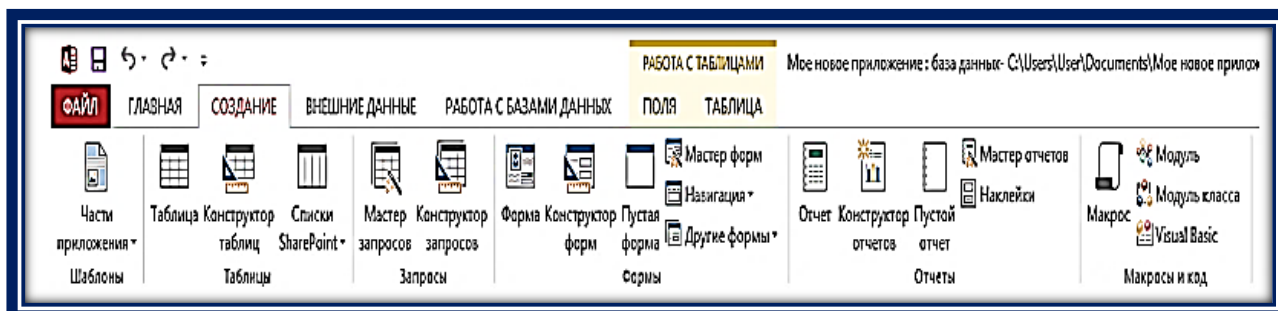 РАБОТА С ТАБЛИЦАМИ Мое новое приложение : база данных- C:\Users\User\Documents\Мое новое прилож
ФАЙЛ ГЛАВНАЯ СОЗДАНИЕ ВНЕШНИЕ ДАННЫЕ РАБОТА С БАЗАМИ ДАННЫХ ПОЛЯ ТАБЛИЦА
Части приложения
Шаблоны
Таблица
Конструктор таблиц
Списки SharePoint
Таблицы
Мастер запросов
Конструктор запросов
Запросы
Форма
Конструктор форм
Пустая форма
Мастер форм
Навигация
Другие формы
Формы
Отчет
Конструктор отчетов
Пустой отчет
Мастер отчетов
Наклейки
Отчеты
Макрос
Модуль
Модуль класса
Visual Basic
Макросы и код